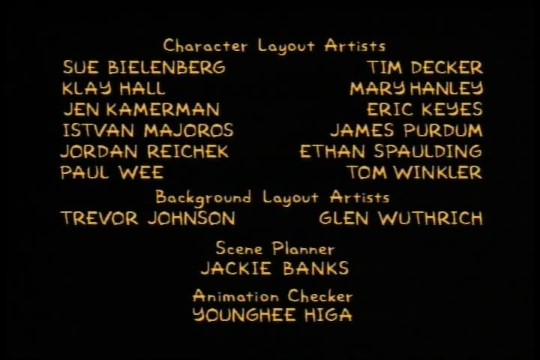 Character Layout Artists
SUE BIELENBERG TIM DECKER
KLAY HALL MARY HANLEY
JEN KAMERMAN ERIC KEYES
ISTVAN MAJOROS JAMES PURDUM
JORDAN REICHEK ETHAN SPAULDING
PAUL WEE TOM WINKLER
Background Layout Artists
TREVOR JOHNSON GLEN WUTHRICH
Scene Planner
JACKIE BANKS
Animation Checker
YOUNGHEE HIGA